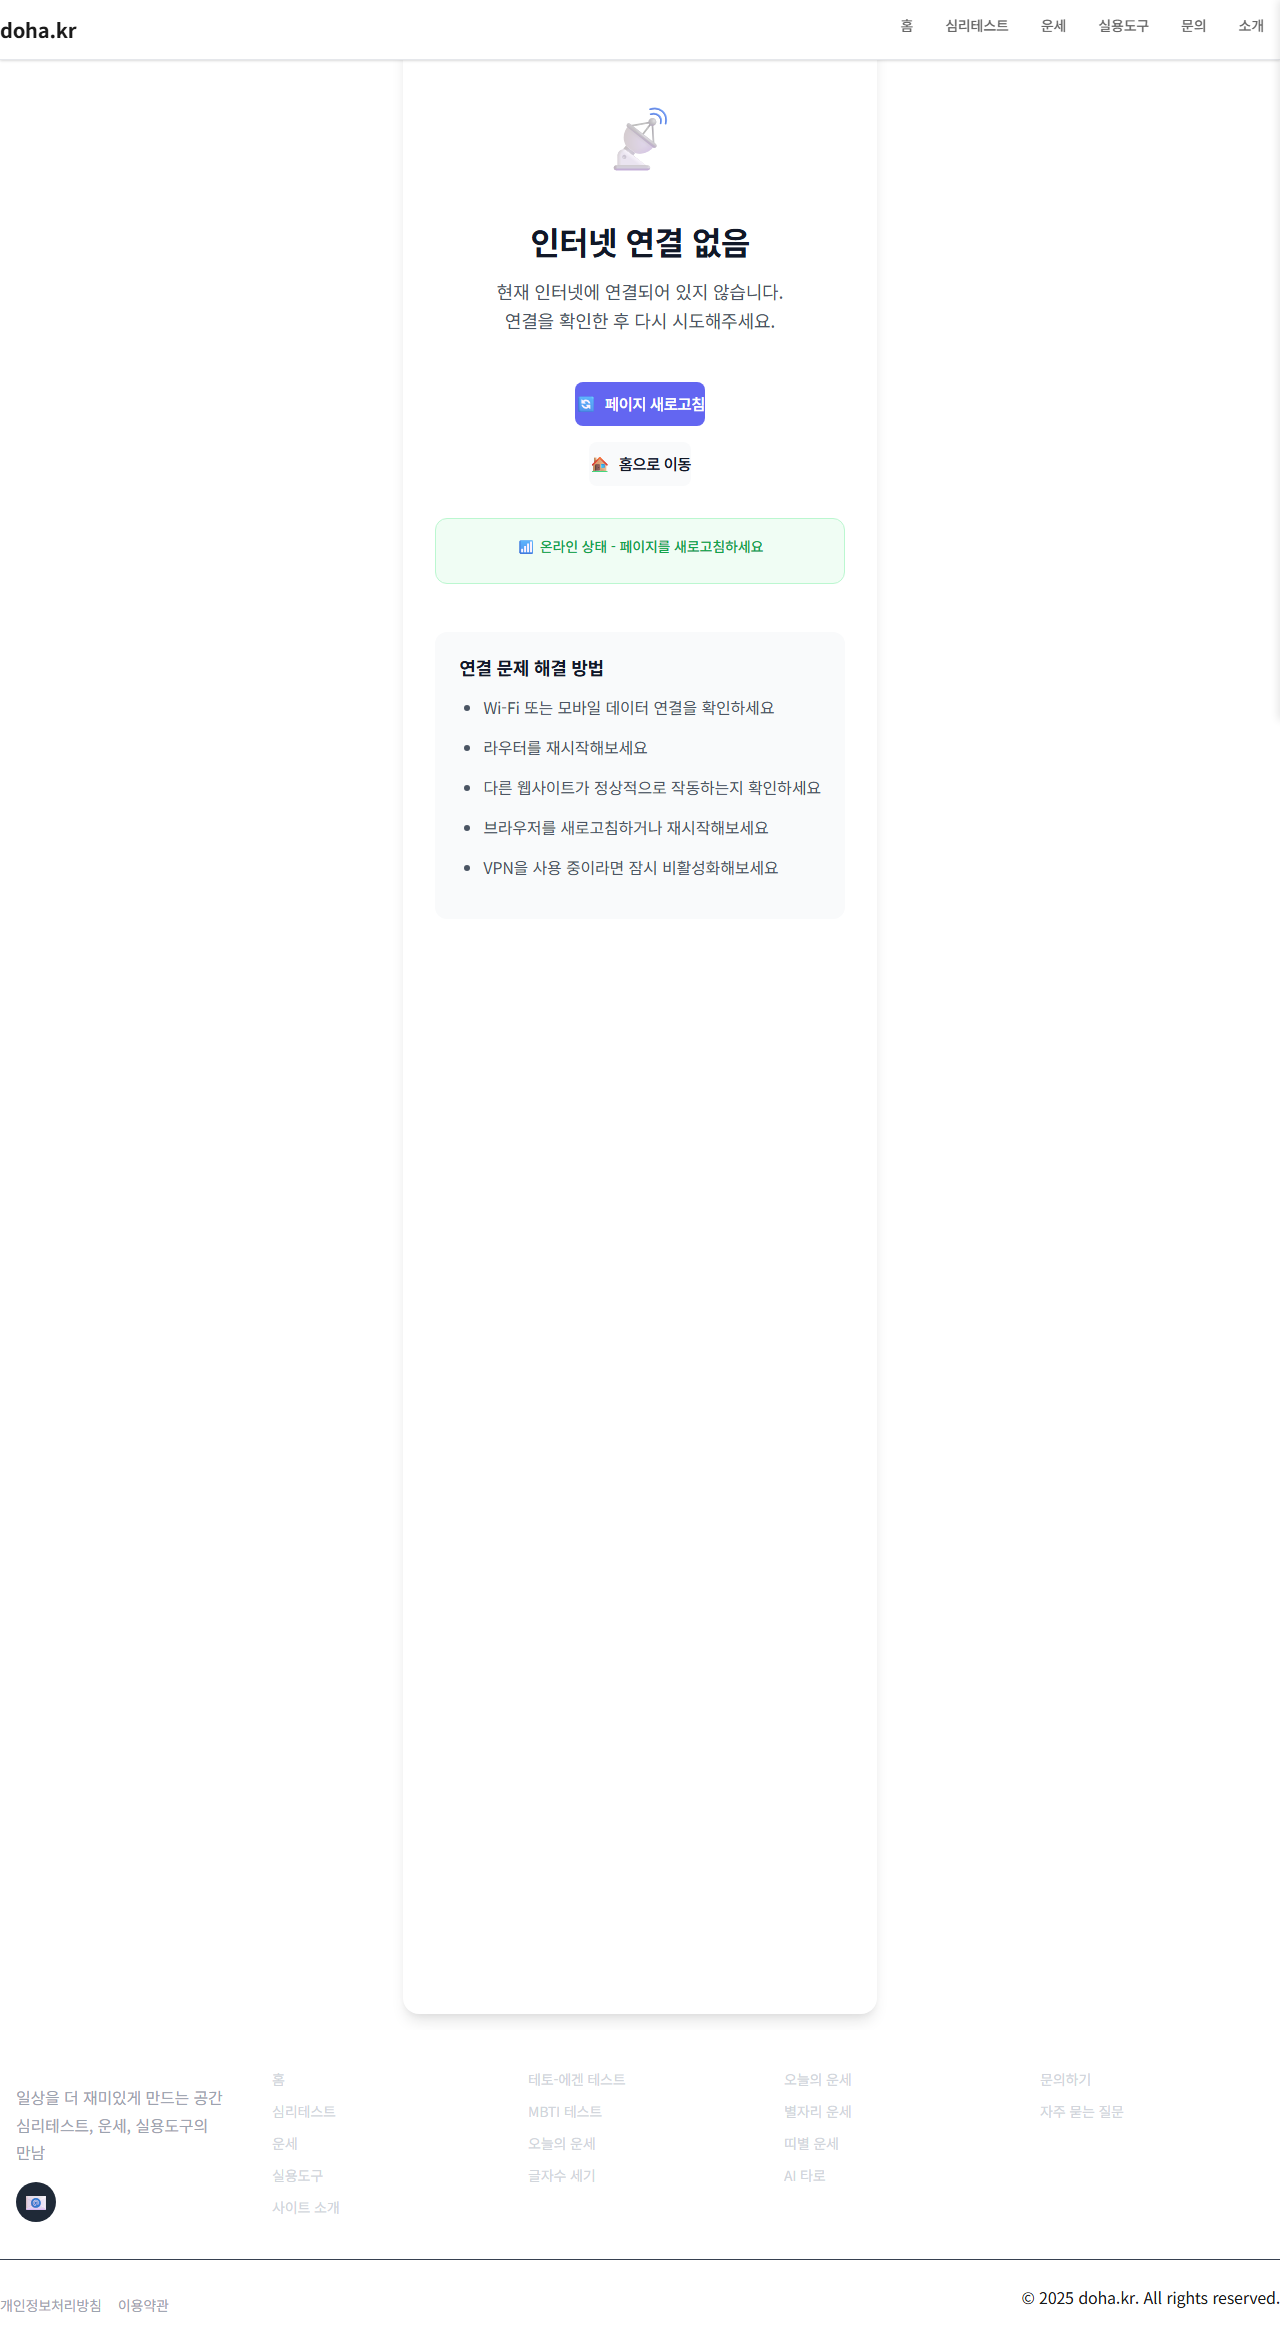 doha.kr
홈 심리테스트 운세 실용도구 문의 소개
인터넷 연결 없음
현재 인터넷에 연결되어 있지 않습니다.
연결을 확인한 후 다시 시도해주세요.
페이지 새로고침
홈으로 이동
온라인 상태 - 페이지를 새로고침하세요
연결 문제 해결 방법
Wi-Fi 또는 모바일 데이터 연결을 확인하세요
라우터를 재시작해보세요
다른 웹사이트가 정상적으로 작동하는지 확인하세요
브라우저를 새로고침하거나 재시작해보세요
VPN을 사용 중이라면 잠시 비활성화해보세요
일상을 더 재미있게 만드는 공간
심리테스트, 운세, 실용도구의
만남
홈
심리테스트
운세
실용도구
사이트 소개
테토-에겐 테스트
MBTI 테스트
오늘의 운세
글자수 세기
오늘의 운세
별자리 운세
띠별 운세
AI 타로
문의하기
자주 묻는 질문
개인정보처리방침 이용약관
© 2025 doha.kr. All rights reserved.